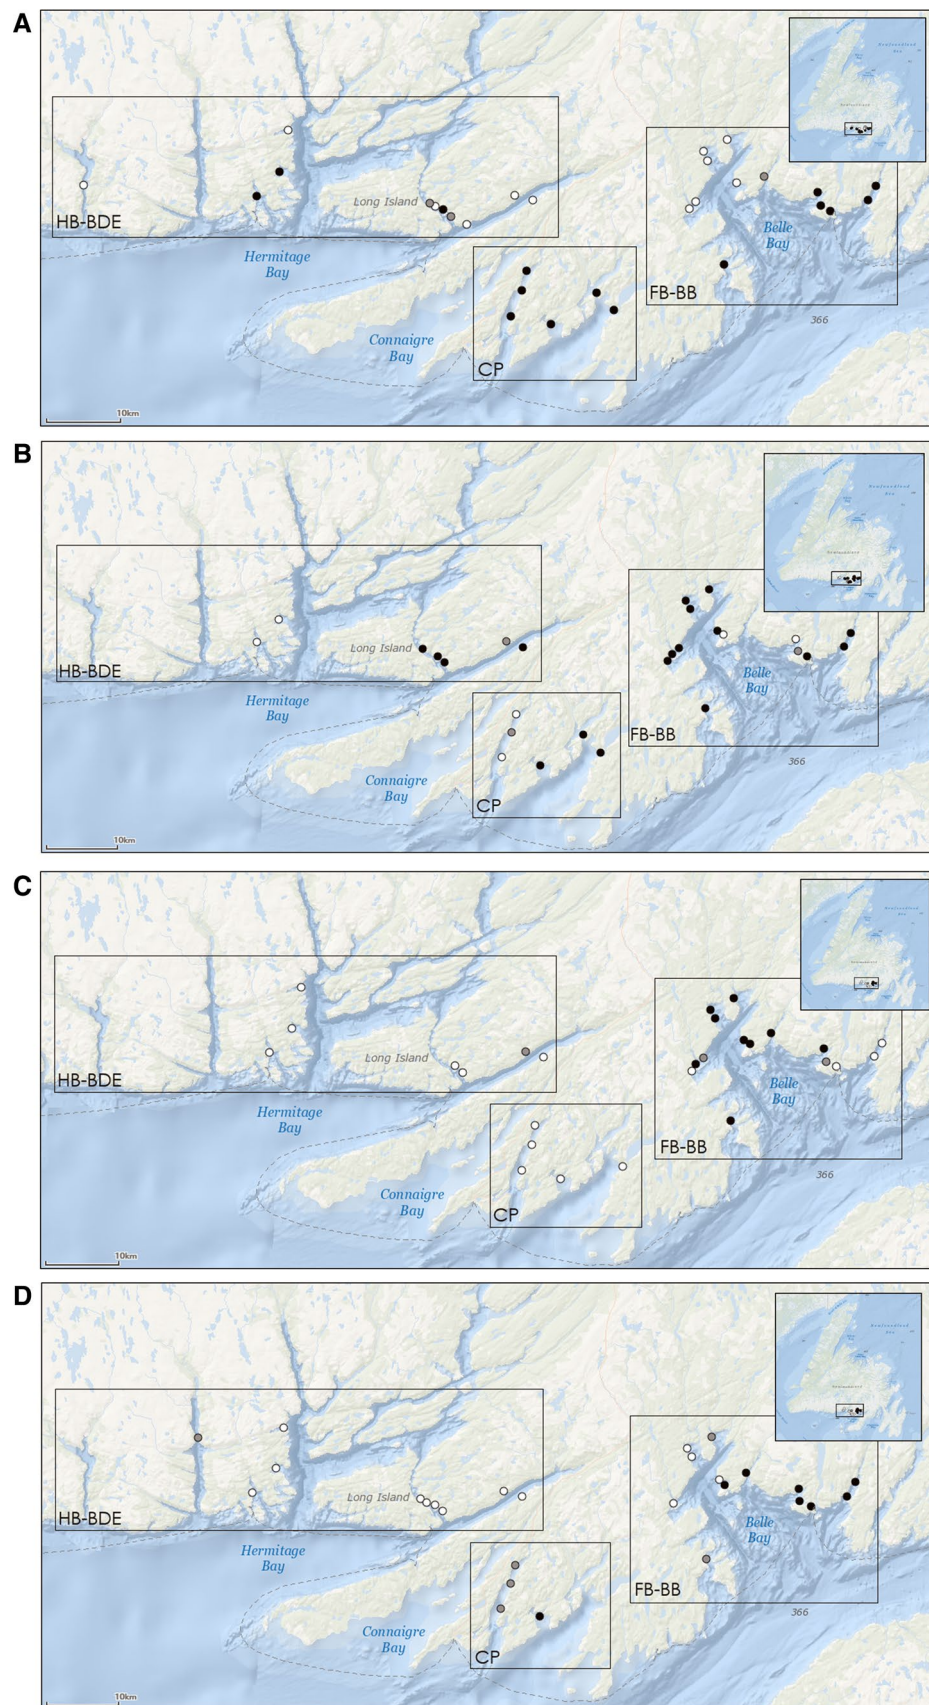 A
Long Island
HB-BDE
Hermitage
Bay
Belle
Bay
FB-BB
366
Connaigre
Bay
CP
10km
B
Long Island
HB-BDE
Hermitage
Bay
Belle
Bay
FB-BB
366
Connaigre
Bay
CP
10km
C
Long Island
HB-BDE
Hermitage
Bay
Belle
Bay
FB-BB
366
Connaigre
Bay
CP
10km
D
Long Island
HB-BDE
Hermitage
Bay
Belle
Bay
FB-BB
366
Connaigre
Bay
CP
10km